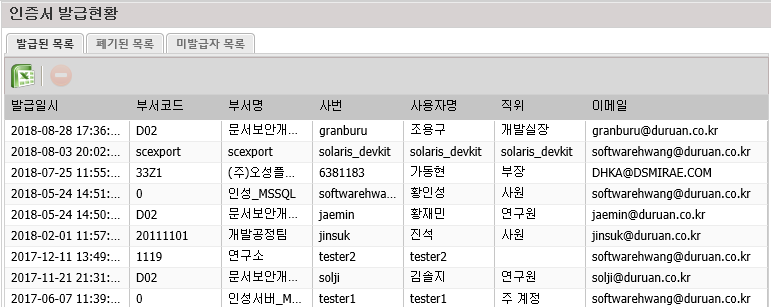 인증서 발급현황
발급된 목록 폐기된 목록 미발급자 목록
발급일시 부서코드 부서명 사번 사용자명 직위 이메일
2018-08-28 17:36:... D02 문서보안개... granburu 조용구 개발실장 granburu@duruan.co.kr
2018-08-03 20:02:... scexport scexport solaris_devkit solaris_devkit solaris_devkit softwarehwang@duruan.co.kr
2018-07-25 11:55:... 33Z1 (주)오성플... 6381183 가동현 부장 DHKA@DSMIRAE.COM
2018-05-24 14:51:... 0 인성_MSSQL softwarehwa... 황인성 사원 softwarehwang@duruan.co.kr
2018-05-24 14:50:... D02 문서보안개... jaemin 황재민 연구원 jaemin@duruan.co.kr
2018-02-01 11:57:... 20111101 개발공정팀 jinsuk 진석 사원 jinsuk@duruan.co.kr
2017-12-11 13:49:... 1119 연구소 tester2 tester2 softwarehwang@duruan.co.kr
2017-11-21 21:31:... D02 문서보안개... solji 김솔지 연구원 solji@duruan.co.kr
2017-06-07 11:39:... 0 인성서버_M... tester1 tester1 주 계정 softwarehwang@duruan.co.kr